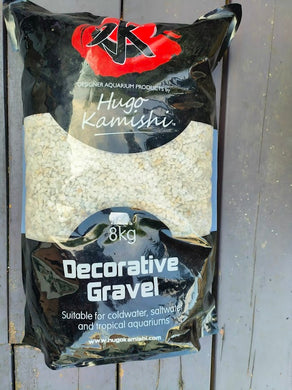 DESIGNER AQUARIUM PRODUCTS by
Hugo
Kamishi.
8kg
Decorative
Gravel
Suitable for coldwater, saltwater
and tropical aquariums
www.hugokamishi.com